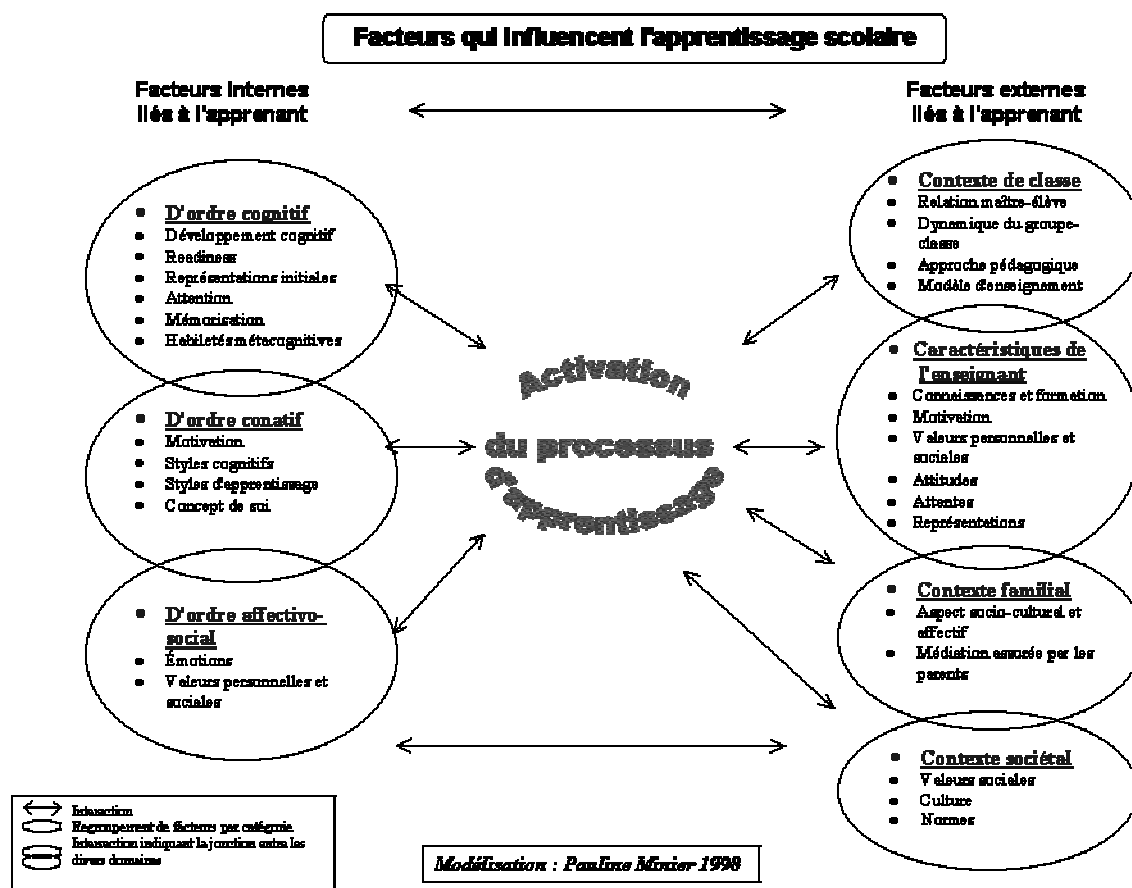 Facteurs qui influencent l'apprentissage scolaire
Facteurs internes
liés à l'apprenant
Facteurs externes
liés à l'apprenant
D'ordre cognitif
Développement cognitif
Readiness
Représentations initiales
Attention
Mémorisation
Habiletés métacognitives
D'ordre conatif
Motivation
Styles cognitifs
Styles d'apprentissage
Concept de soi
D'ordre affectivo-
social
Émotions
Valeurs personnelles et
sociales
Activation
du processus
d'apprentissage
Contexte de classe
Relation maître-élève
Dynamique du groupe-
classe
Approche pédagogique
Modèle d'enseignement
Caractéristiques de
l'enseignant
Connaissances et formation
Motivation
Valeurs personnelles et
sociales
Attitudes
Attentes
Représentations
Contexte familial
Aspect socio-culturel et
affectif
Médiation assurée par les
parents
Contexte sociétal
Valeurs sociales
Culture
Normes
Interaction
Regroupement de facteurs par catégorie
Intersection indiquant la jonction entre les
divers domaines
Modélisation : Pauline Minier 1998